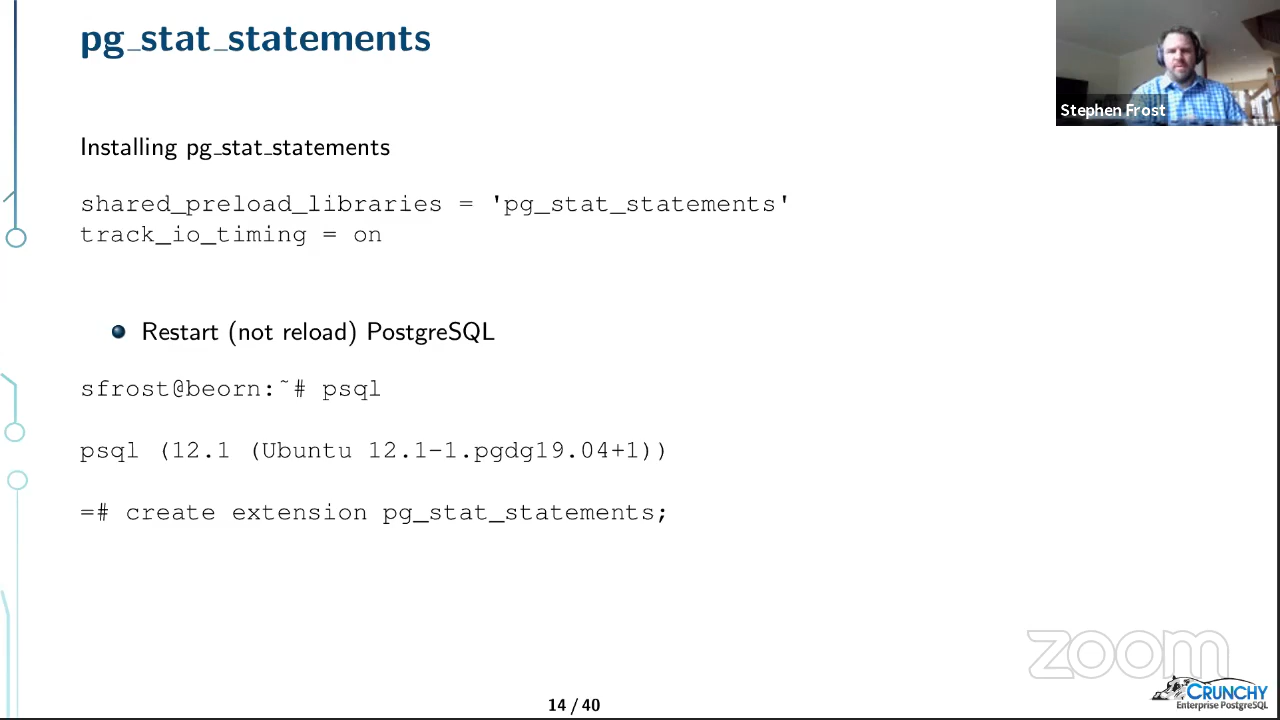 pg_stat_statements
Stephen Frost
Installing pg_stat_statements
shared_preload_libraries = 'pg_stat_statements'
track_io_timing = on
Restart (not reload) PostgreSQL
sfrost@beorn:~# psql
psql (12.1 (Ubuntu 12.1-1.pgdg19.04+1))
=# create extension pg_stat_statements;
zoom
CRUNCHY
Enterprise PostgreSQL
14 / 40